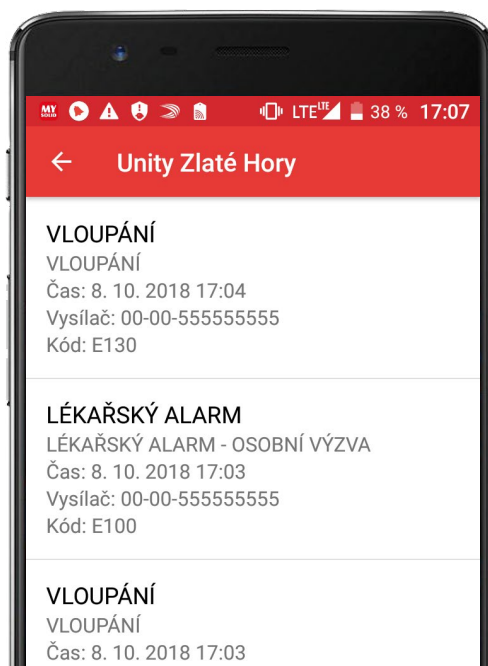 MY
SOLID
LTE LTE 38 % 17:07
Unity Zlaté Hory
VLOUPÁNÍ
VLOUPÁNÍ
Čas: 8. 10. 2018 17:04
Vysílač: 00-00-555555555
Kód: E130
LÉKAŘSKÝ ALARM
LÉKAŘSKÝ ALARM - OSOBNÍ VÝZVA
Čas: 8. 10. 2018 17:03
Vysílač: 00-00-555555555
Kód: E100
VLOUPÁNÍ
VLOUPÁNÍ
Čas: 8. 10. 2018 17:03